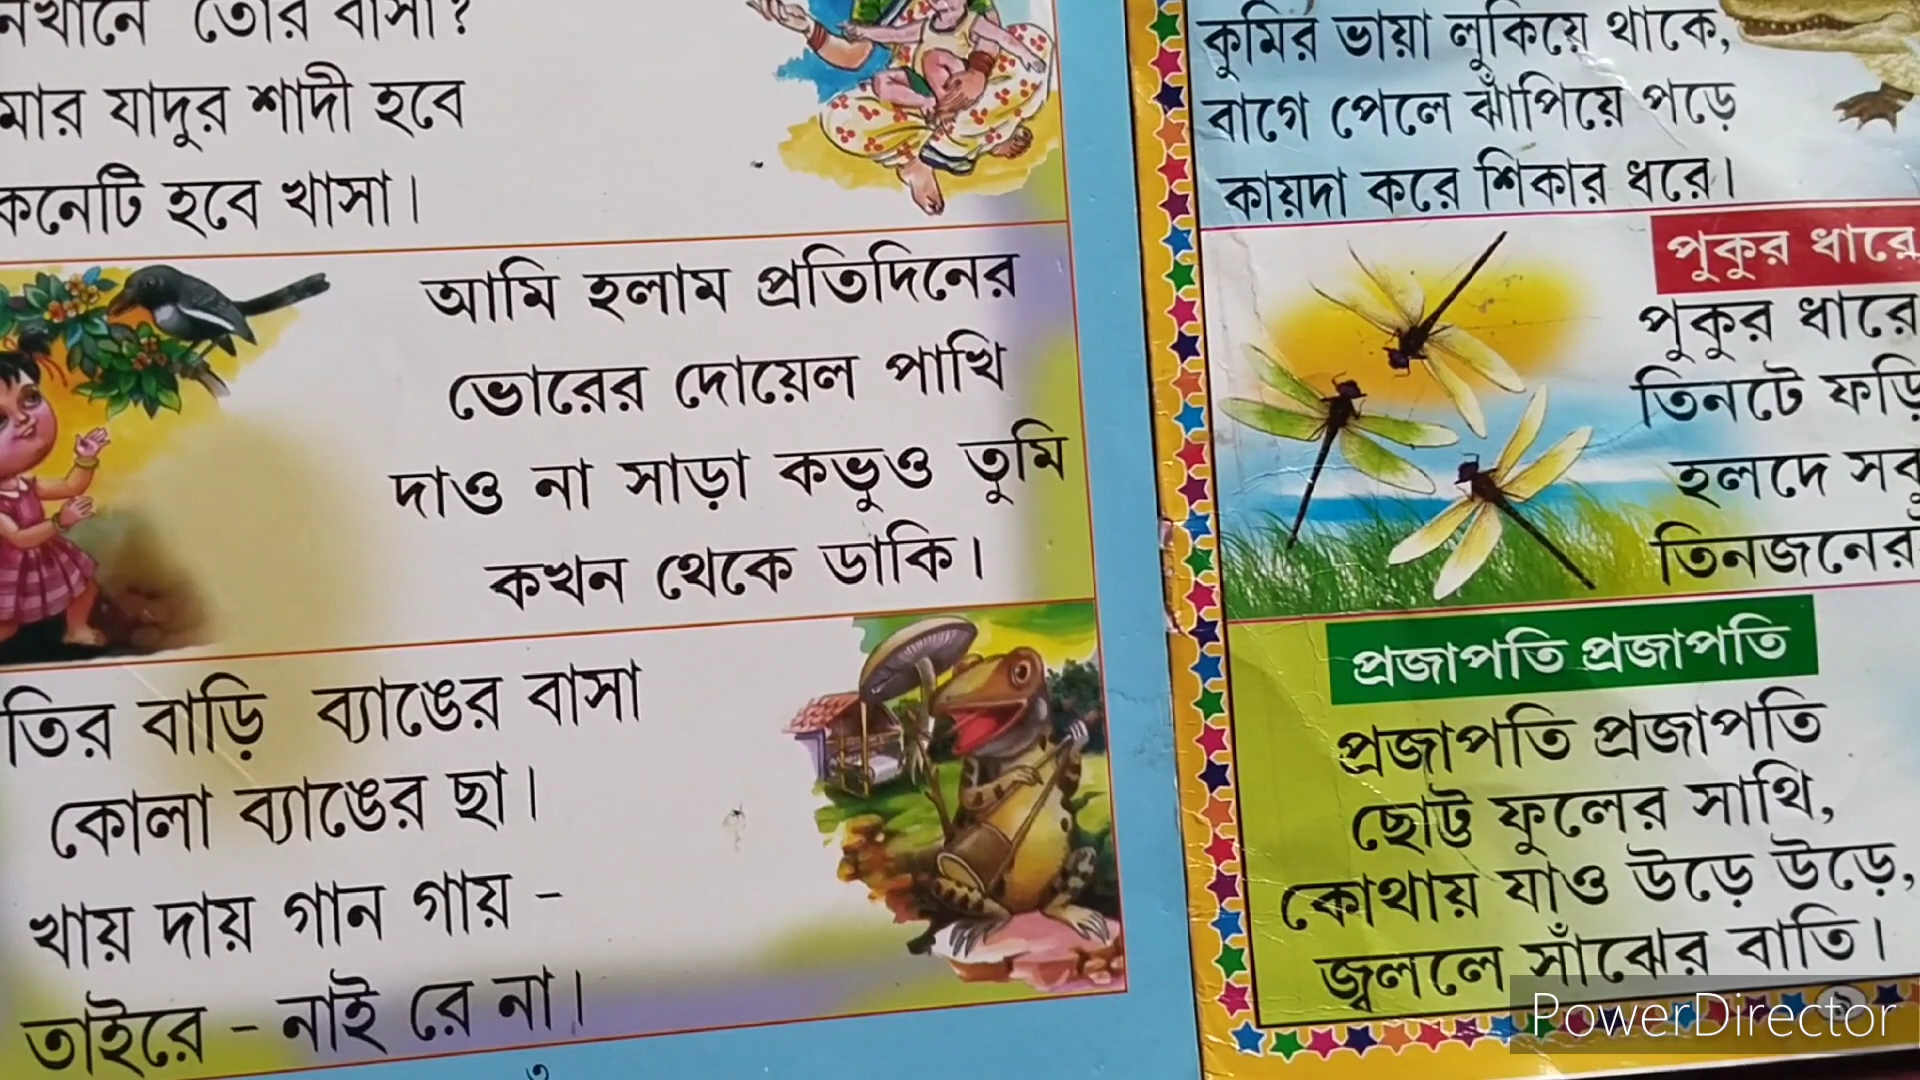 তোর বাসা?
যাদুর শাদী হবে
কনেটি হবে খাসা।
আমি হলাম প্রতিদিনের
ভোরের দোয়েল পাখি
দাও না সাড়া কভুও তুমি
কখন থেকে ডাকি।
তির বাড়ি ব্যাঙের বাসা
কোলা ব্যাঙের ছা।
খায় দায় গান গায় -
তাইরে - নাই রে না।
কুমির ভায়া লুকিয়ে থাকে,
বাগে পেলে ঝাঁপিয়ে পড়ে
কায়দা করে শিকার ধরে।
পুকুর ধারে
পুকুর ধারে
তিনটে ফড়ি
হলদে সবু
তিনজনের
প্রজাপতি প্রজাপতি
প্রজাপতি প্রজাপতি
ছোট্ট ফুলের সাথি,
কোথায় যাও উড়ে উড়ে,
জ্বললে সাঁঝের বাতি।
PowerDirector